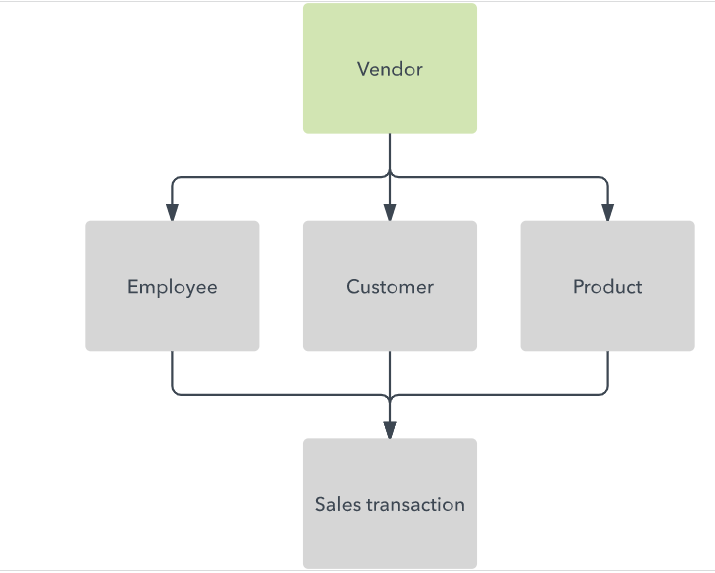 Vendor
Employee
Customer
Product
Sales transaction